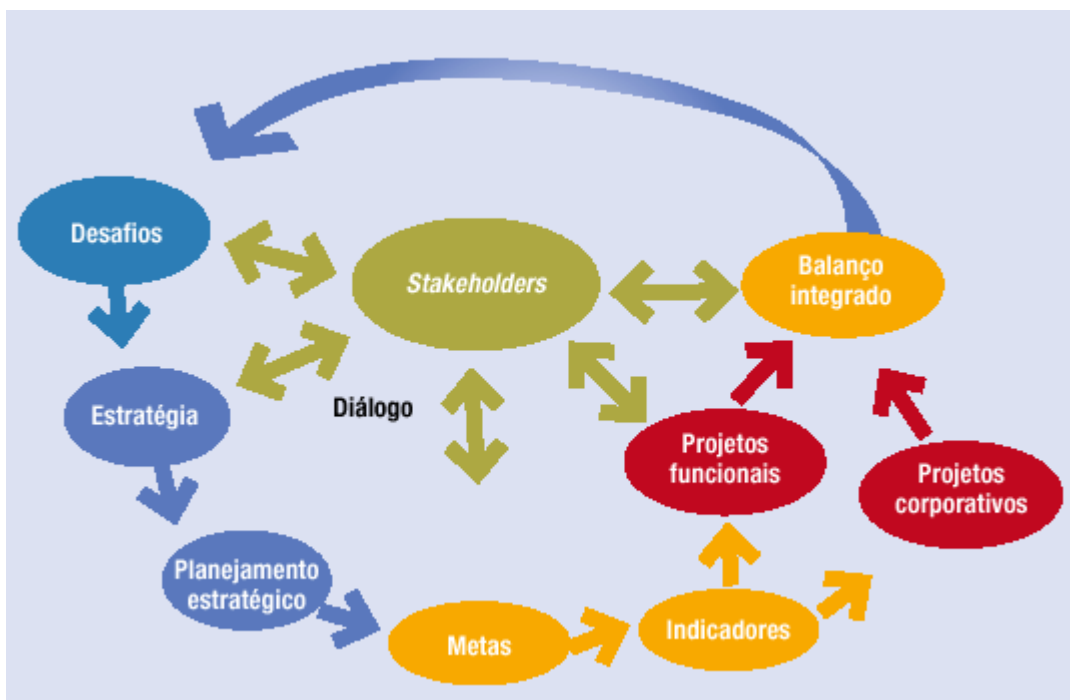 Desafios
Stakeholders
Balanço
integrado
Estratégia
Diálogo
Projetos
funcionais
Projetos
corporativos
Planejamento
estratégico
Metas
Indicadores